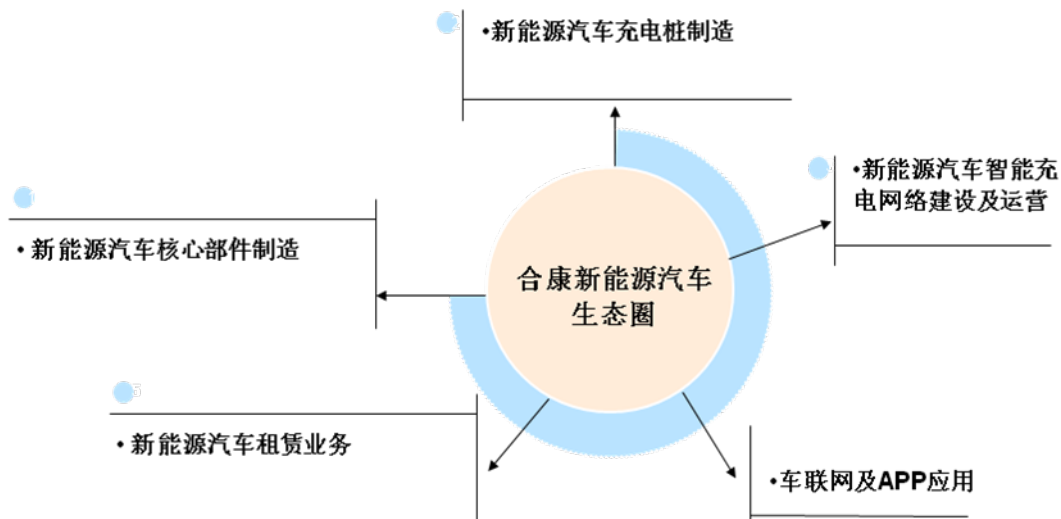 •新能源汽车充电桩制造
•新能源汽车智能充
电网络建设及运营
• 新能源汽车核心部件制造
合康新能源汽车
生态圈
• 新能源汽车租赁业务
•车联网及APP应用